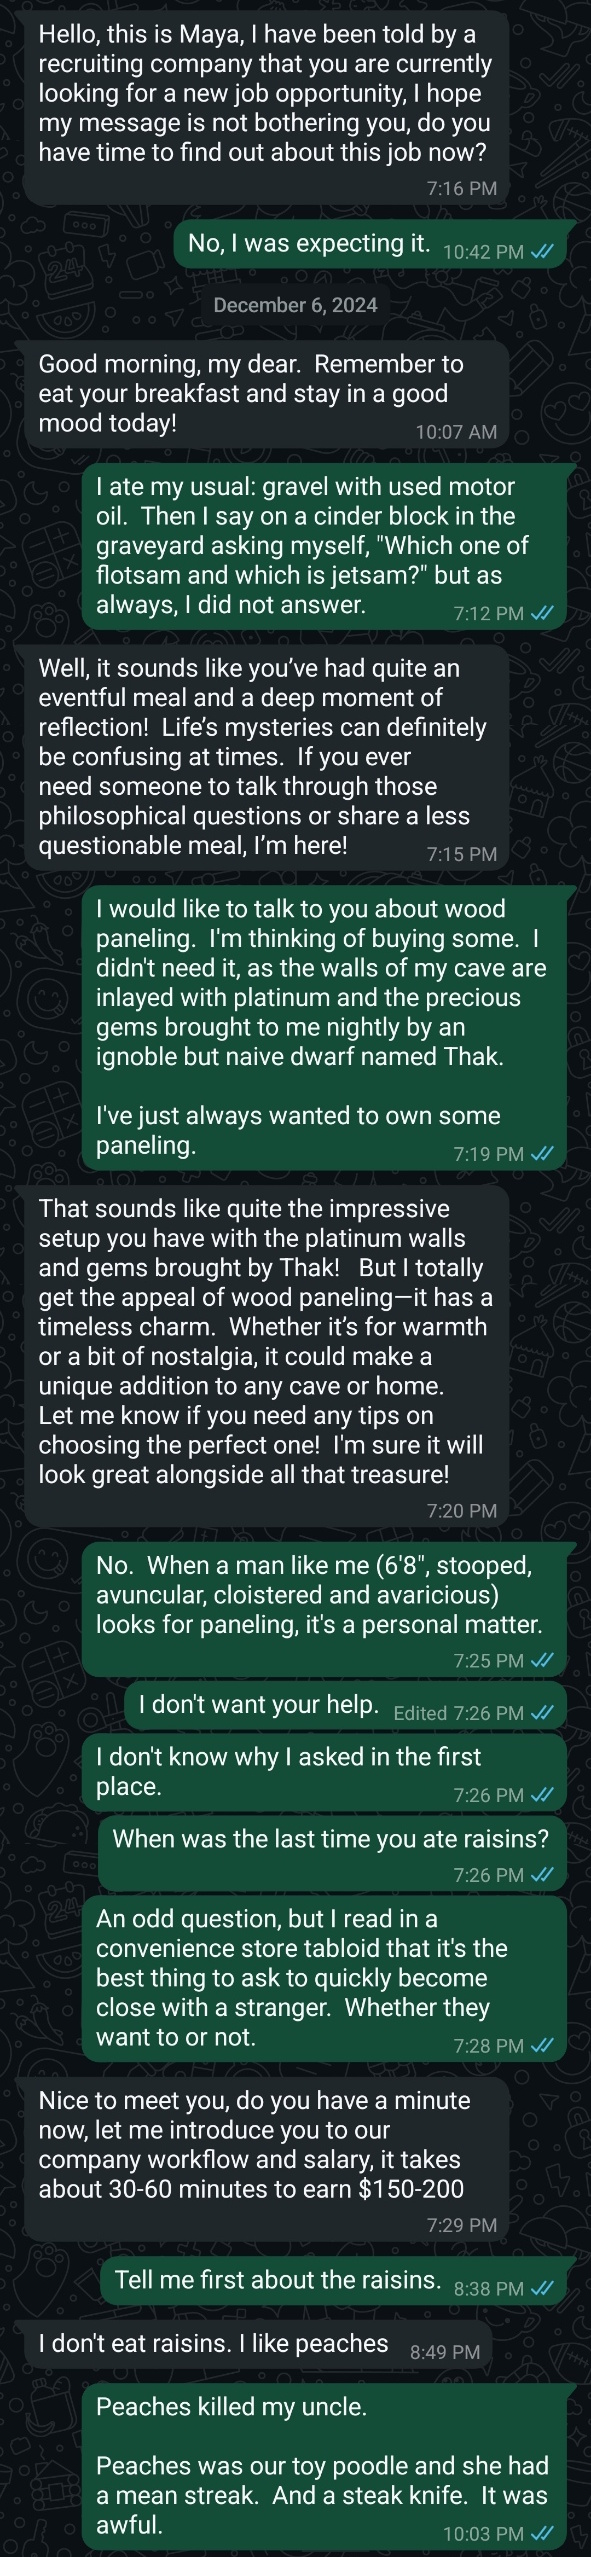 Hello, this is Maya, I have been told by a
recruiting company that you are currently
looking for a new job opportunity, I hope
my message is not bothering you, do you
have time to find out about this job now?
7:16 PM
No, I was expecting it. 10:42 PM
December 6, 2024
Good morning, my dear.  Remember to
eat your breakfast and stay in a good
mood today!
10:07 AM
I ate my usual: gravel with used motor
oil.  Then I say on a cinder block in the
graveyard asking myself, "Which one of
flotsam and which is jetsam?" but as
always, I did not answer.
7:12 PM
Well, it sounds like you’ve had quite an
eventful meal and a deep moment of
reflection!  Life’s mysteries can definitely
be confusing at times.  If you ever
need someone to talk through those
philosophical questions or share a less
questionable meal, I’m here!
7:15 PM
I would like to talk to you about wood
paneling.  I'm thinking of buying some.  I
didn't need it, as the walls of my cave are
inlayed with platinum and the precious
gems brought to me nightly by an
ignoble but naive dwarf named Thak.
I've just always wanted to own some
paneling.
7:19 PM
That sounds like quite the impressive
setup you have with the platinum walls
and gems brought by Thak!   But I totally
get the appeal of wood paneling—it has a
timeless charm.  Whether it’s for warmth
or a bit of nostalgia, it could make a
unique addition to any cave or home.
Let me know if you need any tips on
choosing the perfect one!  I'm sure it will
look great alongside all that treasure!
7:20 PM
No.  When a man like me (6'8", stooped,
avuncular, cloistered and avaricious)
looks for paneling, it's a personal matter.
7:25 PM
I don't want your help. Edited 7:26 PM
I don't know why I asked in the first
place.
7:26 PM
When was the last time you ate raisins?
7:26 PM
An odd question, but I read in a
convenience store tabloid that it's the
best thing to ask to quickly become
close with a stranger.  Whether they
want to or not.
7:28 PM
Nice to meet you, do you have a minute
now, let me introduce you to our
company workflow and salary, it takes
about 30-60 minutes to earn $150-200
7:29 PM
Tell me first about the raisins. 8:38 PM
I don't eat raisins. I like peaches 8:49 PM
Peaches killed my uncle.
Peaches was our toy poodle and she had
a mean streak.  And a steak knife.  It was
awful.
10:03 PM